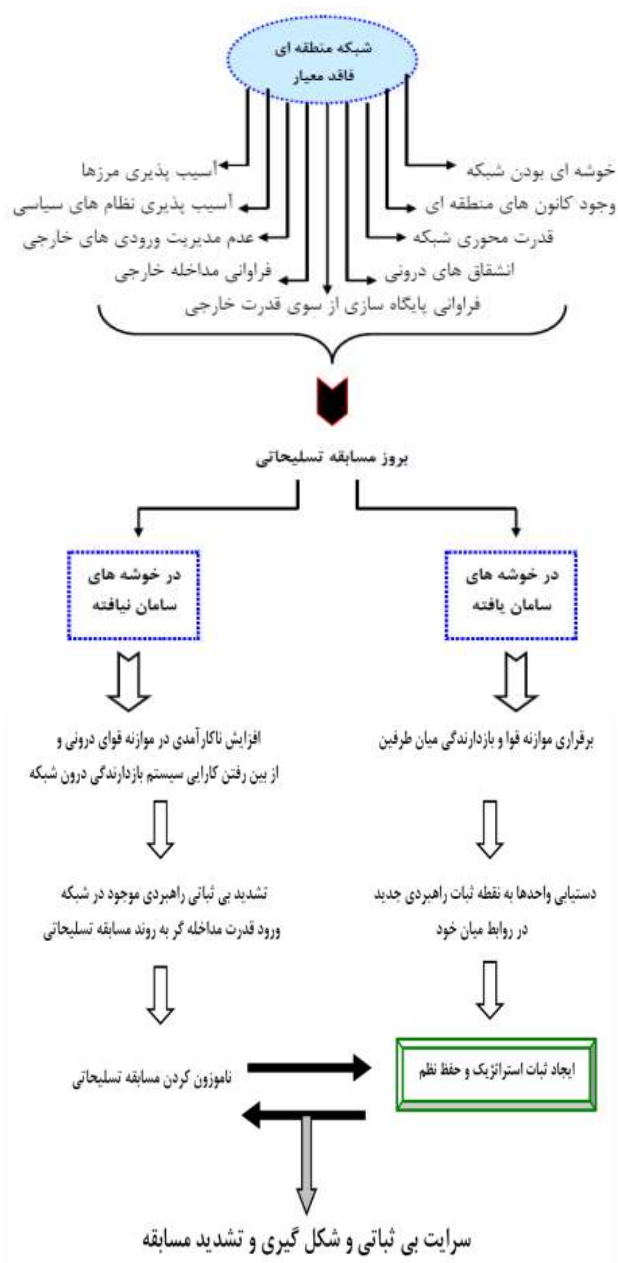 شبکه منطقه ای
فاقد معیار
خوشه ای بودن شبکه
آسیب پذیری مرزها
وجود کانون های منطقه ای
آسیب پذیری نظام های سیاسی
قدرت محوری شبکه
عدم مدیریت ورودی های خارجی
انشقاق های درونی
فراوانی مداخله خارجی
فراوانی پایگاه سازی از سوی قدرت خارجی
بروز مسابقه تسلیحاتی
در خوشه های
سامان یافته
در خوشه های
سامان نیافته
برقراری موازنه قوا و بازدارندگی میان طرفین
افزایش ناکارآمدی در موازنه قوای درونی و
از بین رفتن کارایی سیستم بازدارندگی درون شبکه
دستیابی واحدها به نقطه ثبات راهبردی جدید
در روابط میان خود
تشدید بی ثباتی راهبردی موجود در شبکه
ورود قدرت مداخله گر به روند مسابقه تسلیحاتی
ایجاد ثبات استراتژیک و حفظ نظم
ناموزون کردن مسابقه تسلیحاتی
سرایت بی ثباتی و شکل گیری و تشدید مسابقه